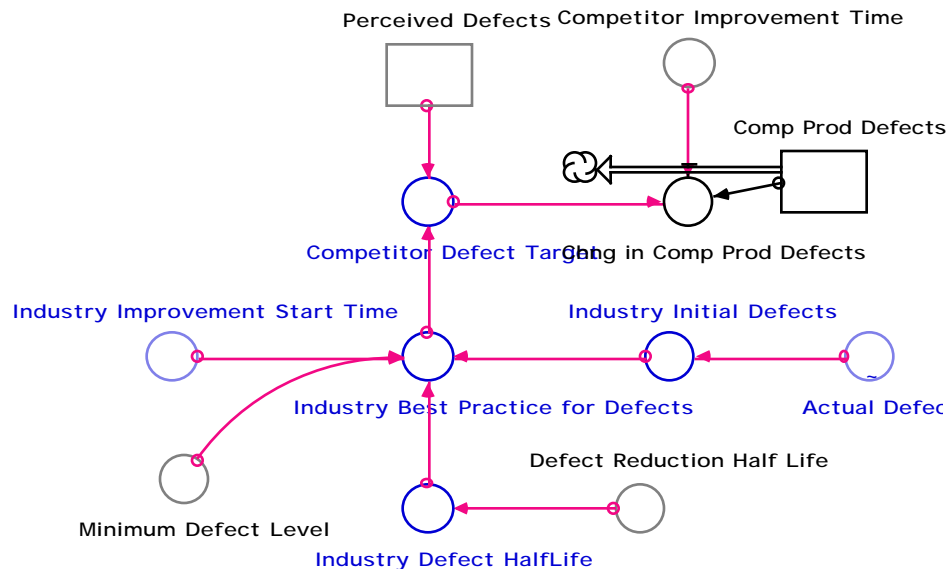 Perceived Defects
Competitor Improvement Time
Comp Prod Defects
Competitor Defect Target
Chng in Comp Prod Defects
Industry Improvement Start Time
Industry Initial Defects
~
Industry Best Practice for Defects
Actual Defec
Defect Reduction Half Life
Minimum Defect Level
Industry Defect HalfLife